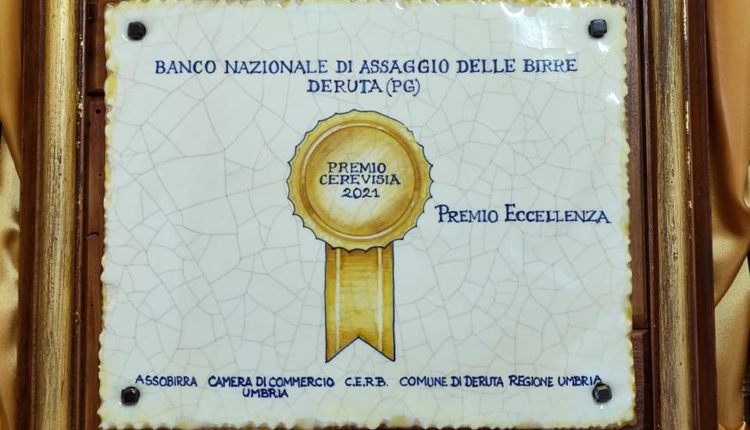 BANCO NAZIONALE DI ASSAGGIO DELLE BIRRE
DERUTA (PG)
PREMIO
CEREVISIA
2021
PREMIO ECCELLENZA
ASSOBIRRA CAMERA DI COMMERCIO C.E.R.B. COMUNE DI DERUTA REGIONE UMBRIA
UMBRIA